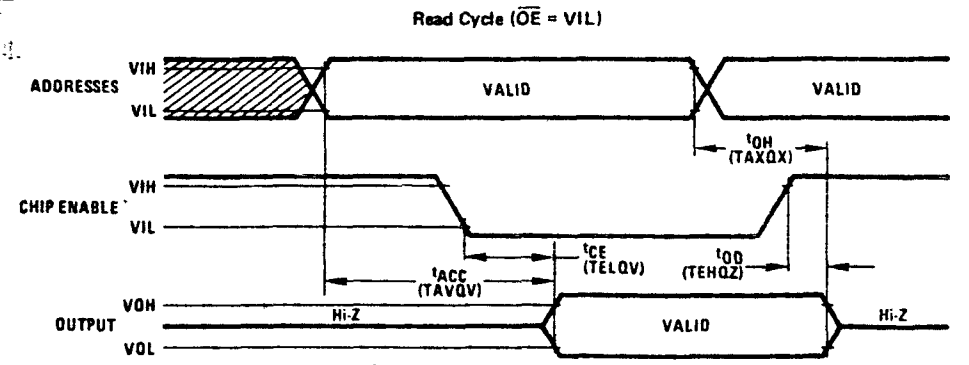 Read Cycle (OE = VIL)
ADDRESSES
VIH
VIL
VALID
VALID
tOH
(TAXQX)
CHIP ENABLE
VIH
VIL
tCE
(TELQV)
tOD
(TEHQZ)
tACC
(TAVQV)
OUTPUT
VOH
VOL
Hi-Z
VALID
Hi-Z